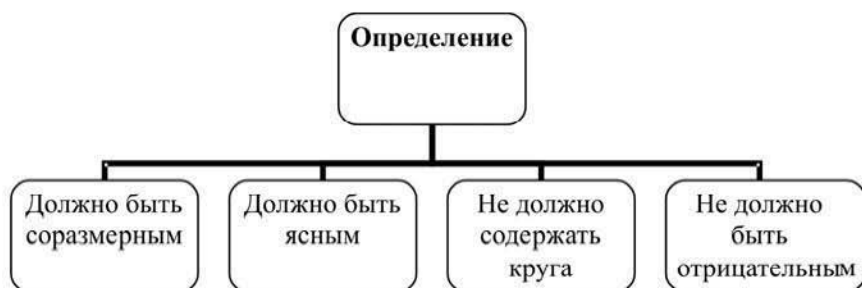 Определение
Должно быть
соразмерным
Должно быть
ясным
Не должно
содержать
круга
Не должно
быть
отрицательным